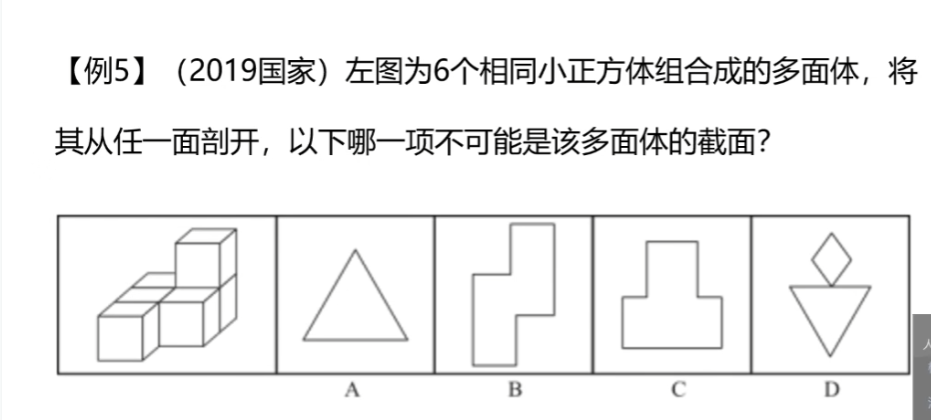 【例5】（2019国家）左图为6个相同小正方体组合成的多面体，将
其从任一面剖开，以下哪一项不可能是该多面体的截面？
A
B
C
D